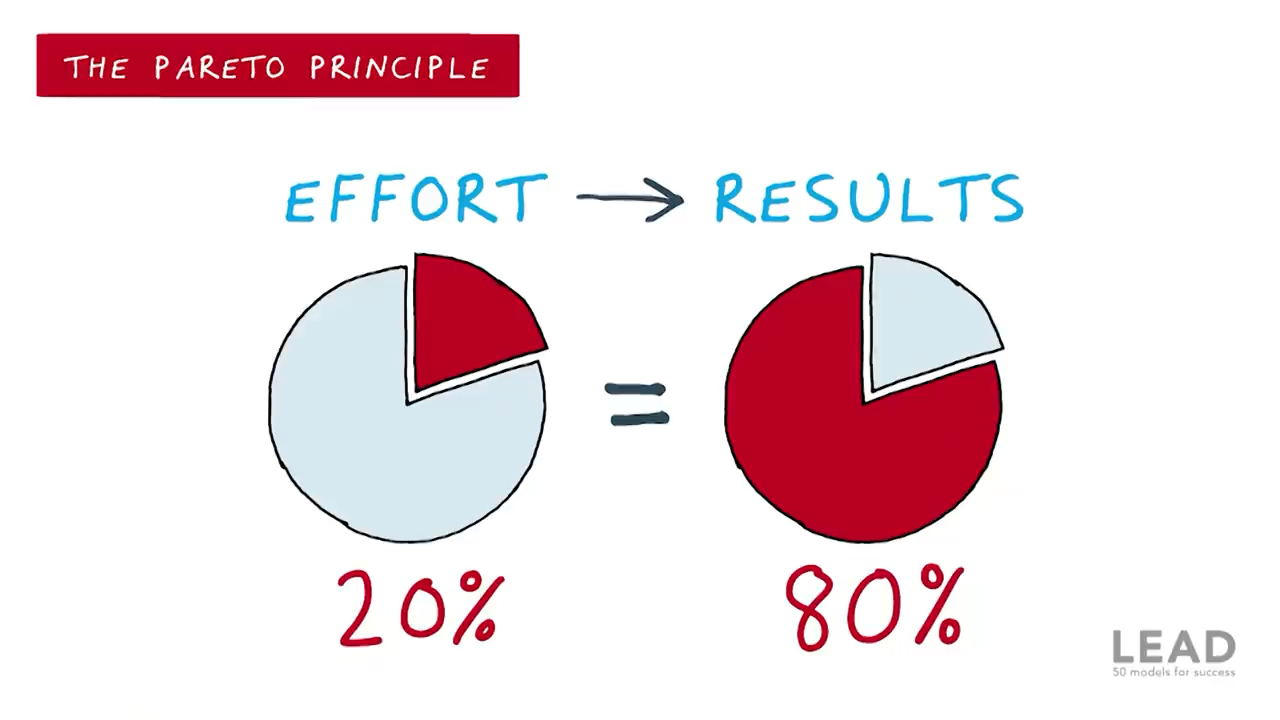 THE PARETO PRINCIPLE
EFFORT → RESULTS
=
20% 80%
LEAD
50 models for success